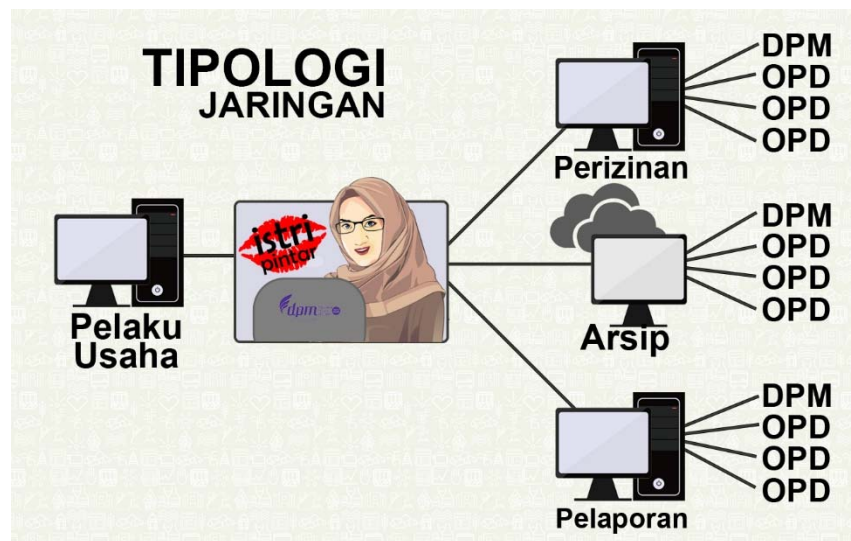 TIPOLOGI
JARINGAN
Pelaku
Usaha
istri
pintar
dpm
Perizinan
DPM
OPD
OPD
OPD
Arsip
DPM
OPD
OPD
OPD
Pelaporan
DPM
OPD
OPD
OPD